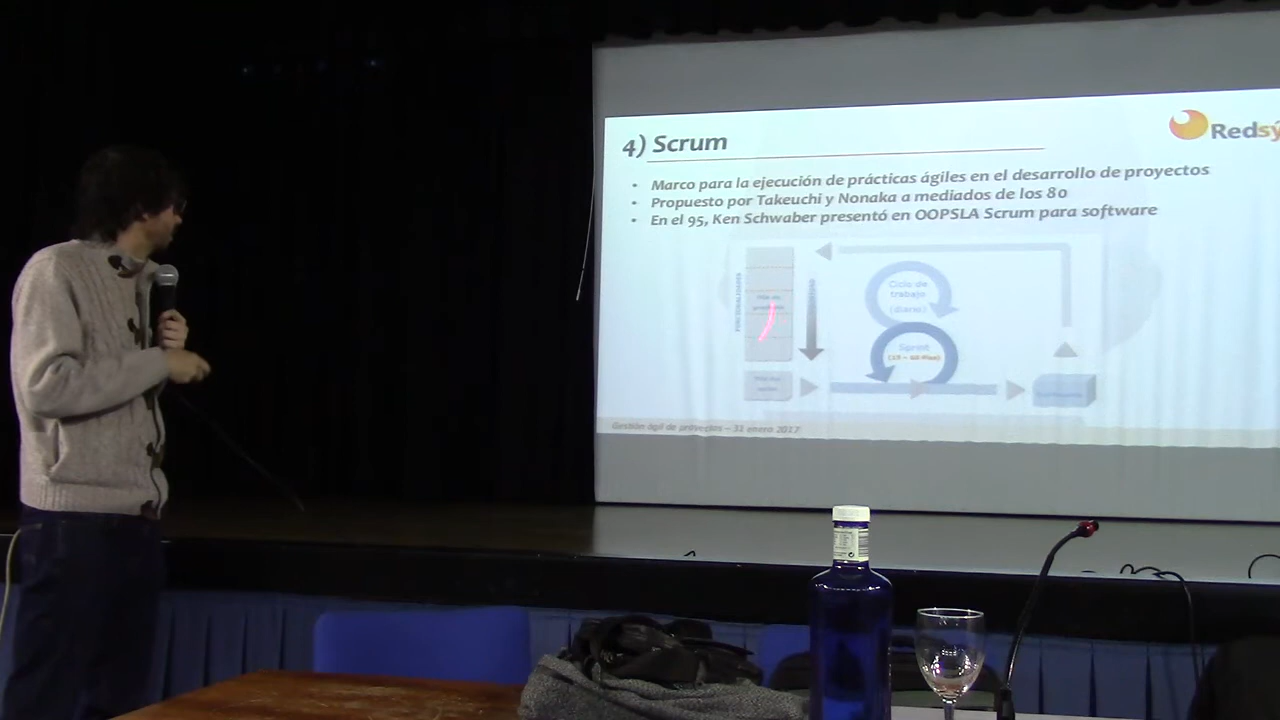 4) Scrum
Redsy
• Marco para la ejecución de prácticas ágiles en el desarrollo de proyectos
• Propuesto por Takeuchi y Nonaka a mediados de los 80
• En el 95, Ken Schwaber presentó en OOPSLA Scrum para software
FUNCIONALIDADES
Ciclo de
trabajo
(diario)
Sprint
Gestión ágil de proyectos – 31 enero 2017